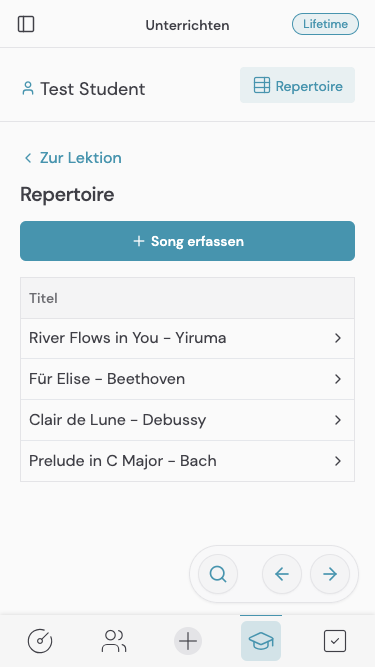 Unterrichten
Lifetime
Test Student
Repertoire
Zur Lektion
Repertoire
Song erfassen
Titel
River Flows in You – Yiruma
Für Elise – Beethoven
Clair de Lune – Debussy
Prelude in C Major – Bach